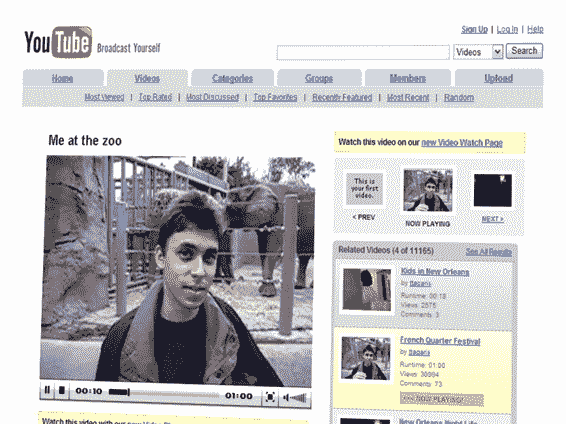 YouTube Broadcast Yourself
Sign Up | Log In | Help
Videos Search
Home Videos Categories Groups Members Upload
Most Viewed | Top Rated | Most Discussed | Top Favorites | Recently Featured | Most Recent | Random
Me at the zoo
00:10 01:00
Watch this video with our new Video
Watch this video on our new Video Watch Page
This is your first video.
< PREV NOW PLAYING NEXT >
Related Videos (4 of 11165) See All Results
Kids in New Orleans
by
Runtime: 00:18
Views: 2575
Comments: 3
French Quarter Festival
by
Runtime: 01:00
Views: 30994
Comments: 73
<<< NOW PLAYING!
New Orleans Night Life